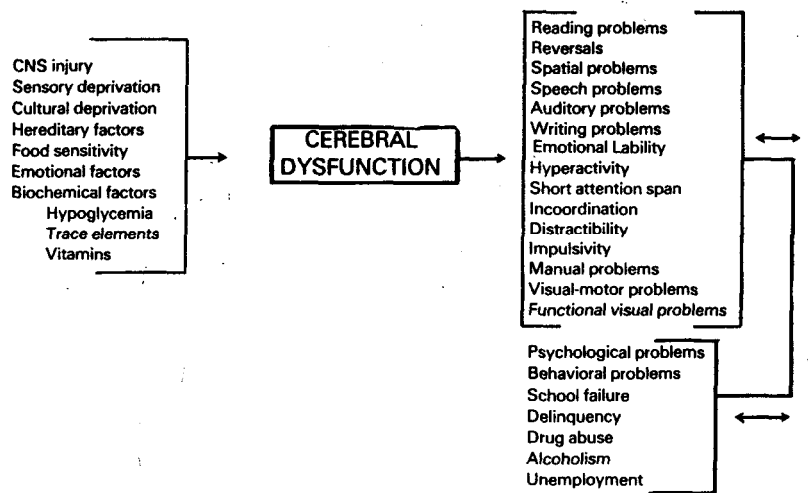 CNS injury
Sensory deprivation
Cultural deprivation
Hereditary factors
Food sensitivity
Emotional factors
Biochemical factors
Hypoglycemia
Trace elements
Vitamins
CEREBRAL
DYSFUNCTION
Reading problems
Reversals
Spatial problems
Speech problems
Auditory problems
Writing problems
Emotional Lability
Hyperactivity
Short attention span
Incoordination
Distractibility
Impulsivity
Manual problems
Visual-motor problems
Functional visual problems
Psychological problems
Behavioral problems
School failure
Delinquency
Drug abuse
Alcoholism
Unemployment